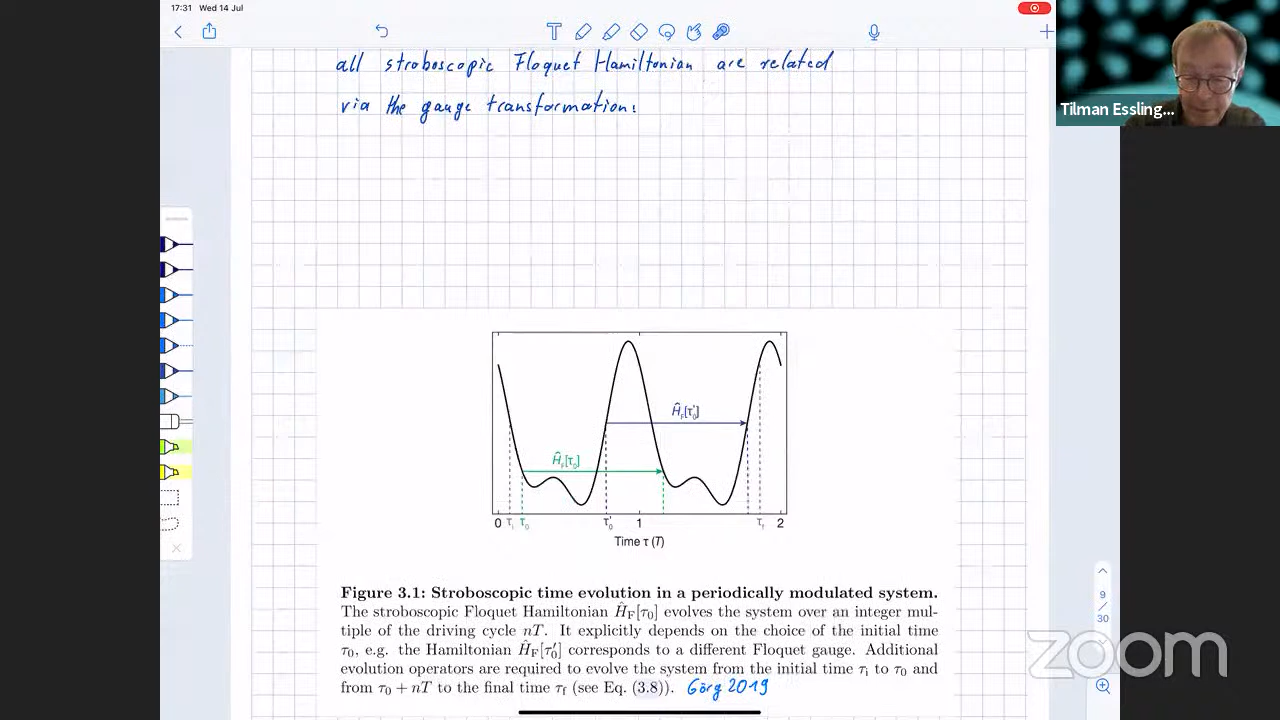 17:31 Wed 14 Jul
all stroboscopic Floquet Hamiltonian are related
via the gauge transformation:
Tilman Essling...
Ĥ_F[τ₀′]
Ĥ_F[τ₀]
0 τᵢ τ₀ τ₀′ 1 τ_f 2
Time τ (T)
Figure 3.1: Stroboscopic time evolution in a periodically modulated system.
The stroboscopic Floquet Hamiltonian Ĥ_F[τ₀] evolves the system over an integer mul-
tiple of the driving cycle nT. It explicitly depends on the choice of the initial time
τ₀, e.g. the Hamiltonian Ĥ_F[τ₀′] corresponds to a different Floquet gauge. Additional
evolution operators are required to evolve the system from the initial time τᵢ to τ₀ and
from τ₀ + nT to the final time τ_f (see Eq. (3.8)). Görg 2019
9
/
30
zoom